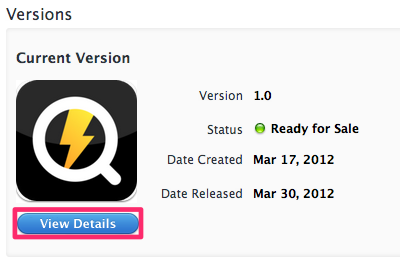 Versions
Current Version
Version 1.0
Status Ready for Sale
Date Created Mar 17, 2012
Date Released Mar 30, 2012
View Details